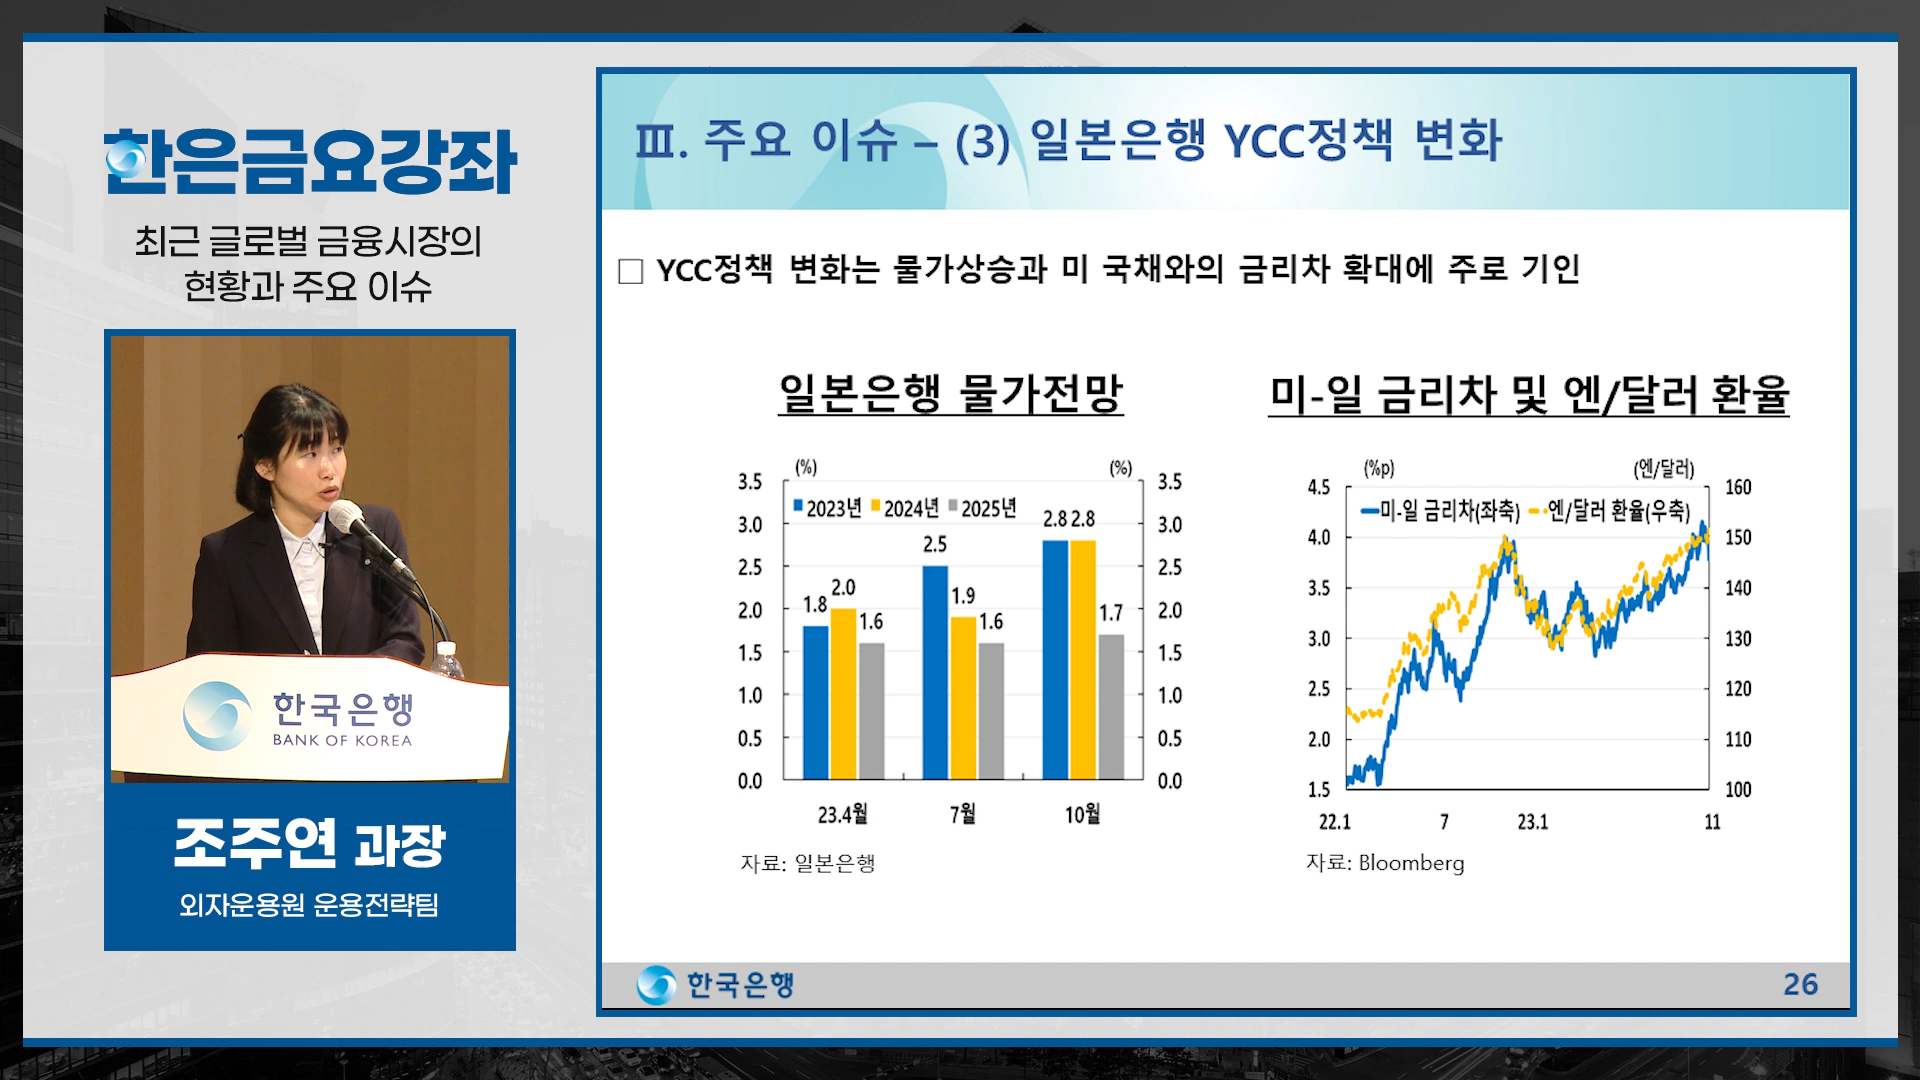 한은금요강좌
최근 글로벌 금융시장의
현황과 주요 이슈
한국은행
BANK OF KOREA
조주연 과장
외자운용원 운용전략팀
Ⅲ. 주요 이슈 – (3) 일본은행 YCC정책 변화
□ YCC정책 변화는 물가상승과 미 국채와의 금리차 확대에 주로 기인
일본은행 물가전망
(%) (%)
3.5 3.5
2023년 2024년 2025년
3.0 3.0
2.5 2.5
2.0 2.0
1.5 1.5
1.0 1.0
0.5 0.5
0.0 0.0
1.8 2.0 1.6
2.5 1.9 1.6
2.8 2.8 1.7
23.4월 7월 10월
자료: 일본은행
미-일 금리차 및 엔/달러 환율
(%p) (엔/달러)
4.5 160
미-일 금리차(좌축) 엔/달러 환율(우축)
4.0 150
3.5 140
3.0 130
2.5 120
2.0 110
1.5 100
22.1 7 23.1 11
자료: Bloomberg
한국은행
26